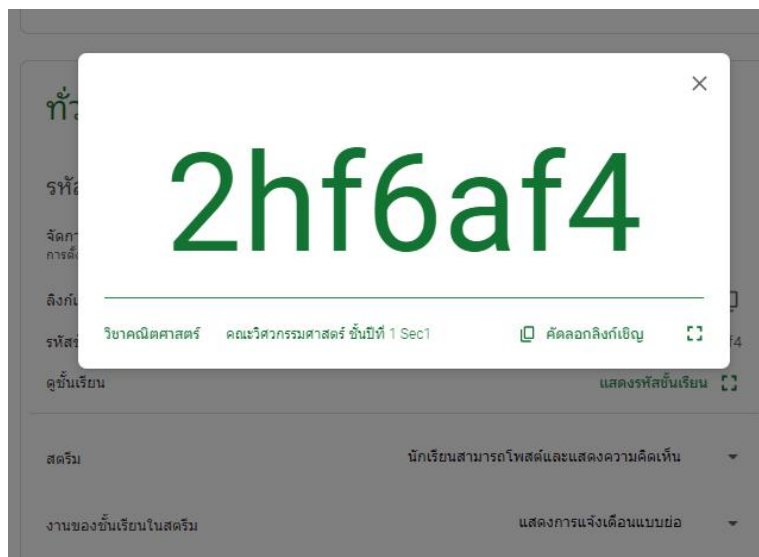 2hf6af4
วิชาคณิตศาสตร์ คณะวิศวกรรมศาสตร์ ชั้นปีที่ 1 Sec1 คัดลอกลิงก์เชิญ
ดูชั้นเรียน แสดงรหัสชั้นเรียน
สตรีม นักเรียนสามารถโพสต์และแสดงความคิดเห็น
งานของชั้นเรียนในสตรีม แสดงการแจ้งเตือนแบบย่อ